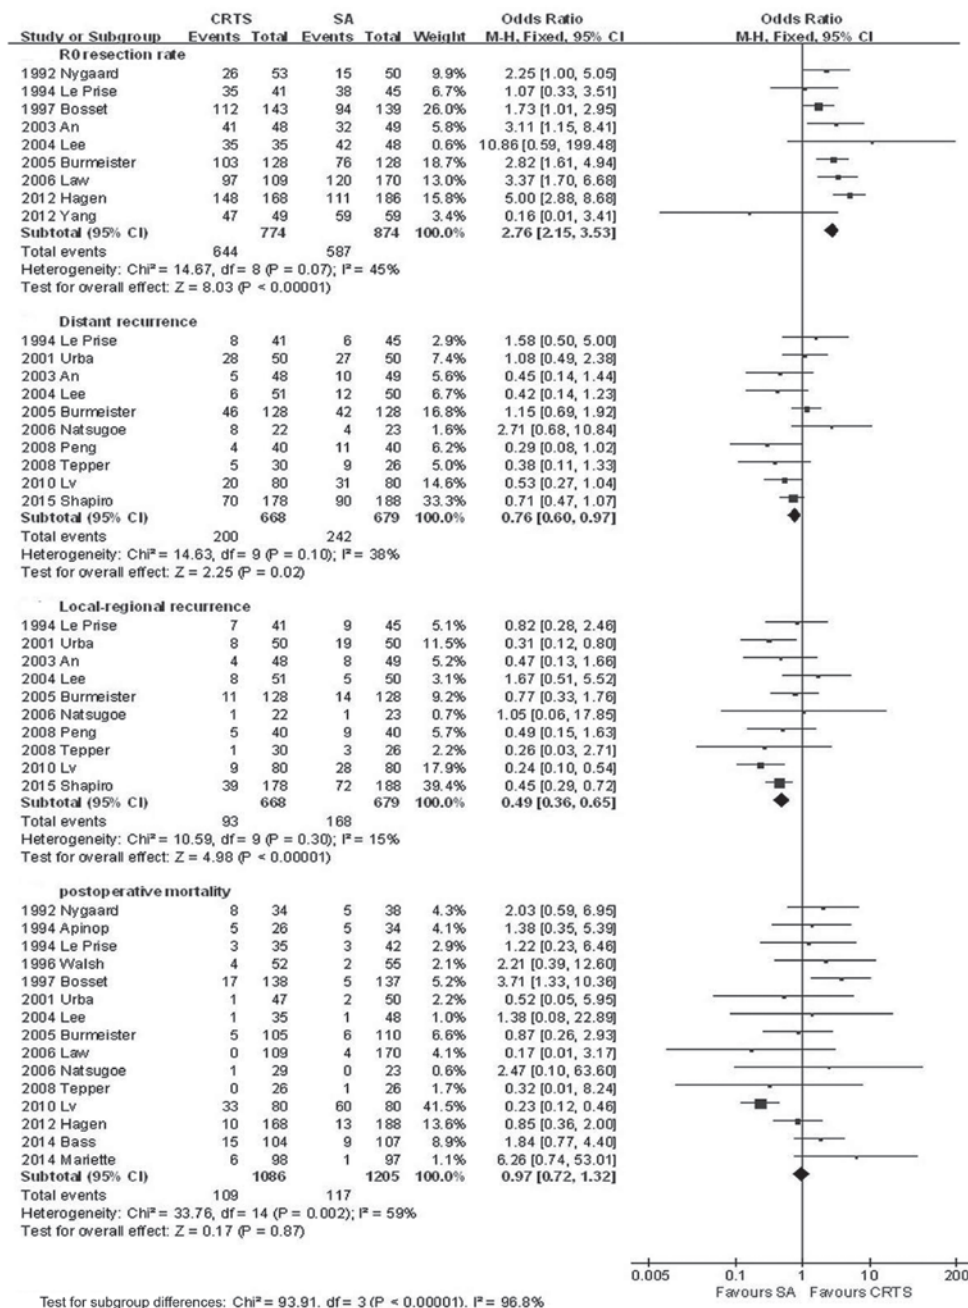 CRTS SA Odds Ratio Odds Ratio
Study or Subgroup Events Total Events Total Weight M-H, Fixed, 95% CI M-H, Fixed, 95% CI
R0 resection rate
1992 Nygaard 26 53 15 50 9.9% 2.25 [1.00, 5.05]
1994 Le Prise 35 41 38 45 6.7% 1.07 [0.33, 3.51]
1997 Bosset 112 143 94 139 26.0% 1.73 [1.01, 2.95]
2003 An 41 48 32 49 5.8% 3.11 [1.15, 8.41]
2004 Lee 35 35 42 48 0.6% 10.86 [0.59, 199.48]
2005 Burmeister 103 128 76 128 18.7% 2.82 [1.61, 4.94]
2006 Law 97 109 120 170 13.0% 3.37 [1.70, 6.68]
2012 Hagen 148 168 111 186 15.8% 5.00 [2.88, 8.68]
2012 Yang 47 49 59 59 3.4% 0.16 [0.01, 3.41]
Subtotal (95% CI) 774 874 100.0% 2.76 [2.15, 3.53]
Total events 644 587
Heterogeneity: Chi² = 14.67, df = 8 (P = 0.07); I² = 45%
Test for overall effect: Z = 8.03 (P < 0.00001)
Distant recurrence
1994 Le Prise 8 41 6 45 2.9% 1.58 [0.50, 5.00]
2001 Urba 28 50 27 50 7.4% 1.08 [0.49, 2.38]
2003 An 5 48 10 49 5.6% 0.45 [0.14, 1.44]
2004 Lee 6 51 12 50 6.7% 0.42 [0.14, 1.23]
2005 Burmeister 46 128 42 128 16.8% 1.15 [0.69, 1.92]
2006 Natsugoe 8 22 4 23 1.6% 2.71 [0.68, 10.84]
2008 Peng 4 40 11 40 6.2% 0.29 [0.08, 1.02]
2008 Tepper 5 30 9 26 5.0% 0.38 [0.11, 1.33]
2010 Lv 20 80 31 80 14.6% 0.53 [0.27, 1.04]
2015 Shapiro 70 178 90 188 33.3% 0.71 [0.47, 1.07]
Subtotal (95% CI) 668 679 100.0% 0.76 [0.60, 0.97]
Total events 200 242
Heterogeneity: Chi² = 14.63, df = 9 (P = 0.10); I² = 38%
Test for overall effect: Z = 2.25 (P = 0.02)
Local-regional recurrence
1994 Le Prise 7 41 9 45 5.1% 0.82 [0.28, 2.46]
2001 Urba 8 50 19 50 11.5% 0.31 [0.12, 0.80]
2003 An 4 48 8 49 5.2% 0.47 [0.13, 1.66]
2004 Lee 8 51 5 50 3.1% 1.67 [0.51, 5.52]
2005 Burmeister 11 128 14 128 9.2% 0.77 [0.33, 1.76]
2006 Natsugoe 1 22 1 23 0.7% 1.05 [0.06, 17.85]
2008 Peng 5 40 9 40 5.7% 0.49 [0.15, 1.63]
2008 Tepper 1 30 3 26 2.2% 0.26 [0.03, 2.71]
2010 Lv 9 80 28 80 17.9% 0.24 [0.10, 0.54]
2015 Shapiro 39 178 72 188 39.4% 0.45 [0.29, 0.72]
Subtotal (95% CI) 668 679 100.0% 0.49 [0.36, 0.65]
Total events 93 168
Heterogeneity: Chi² = 10.59, df = 9 (P = 0.30); I² = 15%
Test for overall effect: Z = 4.98 (P < 0.00001)
postoperative mortality
1992 Nygaard 8 34 5 38 4.3% 2.03 [0.59, 6.95]
1994 Apinop 5 26 5 34 4.1% 1.38 [0.35, 5.39]
1994 Le Prise 3 35 3 42 2.9% 1.22 [0.23, 6.46]
1996 Walsh 4 52 2 55 2.1% 2.21 [0.39, 12.60]
1997 Bosset 17 138 5 137 5.2% 3.71 [1.33, 10.36]
2001 Urba 1 47 2 50 2.2% 0.52 [0.05, 5.95]
2004 Lee 1 35 1 48 1.0% 1.38 [0.08, 22.89]
2005 Burmeister 5 105 6 110 6.6% 0.87 [0.26, 2.93]
2006 Law 0 109 4 170 4.1% 0.17 [0.01, 3.17]
2006 Natsugoe 1 29 0 23 0.6% 2.47 [0.10, 63.60]
2008 Tepper 0 26 1 26 1.7% 0.32 [0.01, 8.24]
2010 Lv 33 80 60 80 41.5% 0.23 [0.12, 0.46]
2012 Hagen 10 168 13 188 13.6% 0.85 [0.36, 2.00]
2014 Bass 15 104 9 107 8.9% 1.84 [0.77, 4.40]
2014 Mariette 6 98 1 97 1.1% 6.26 [0.74, 53.01]
Subtotal (95% CI) 1086 1205 100.0% 0.97 [0.72, 1.32]
Total events 109 117
Heterogeneity: Chi² = 33.76, df = 14 (P = 0.002); I² = 59%
Test for overall effect: Z = 0.17 (P = 0.87)
0.005 0.1 1 10 200
Favours SA Favours CRTS
Test for subgroup differences: Chi² = 93.91, df = 3 (P < 0.00001), I² = 96.8%